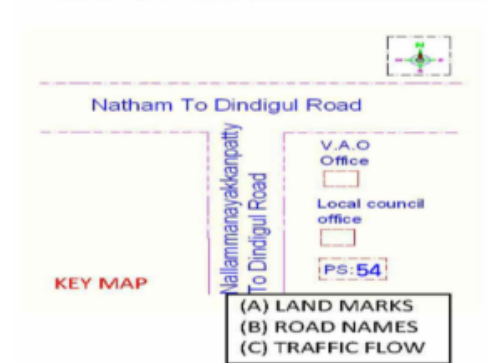 N
Natham To Dindigul Road
V.A.O
Office
Local council
office
PS:54
Nallammanayakkanpatty
To Dindigul Road
KEY MAP
(A) LAND MARKS
(B) ROAD NAMES
(C) TRAFFIC FLOW